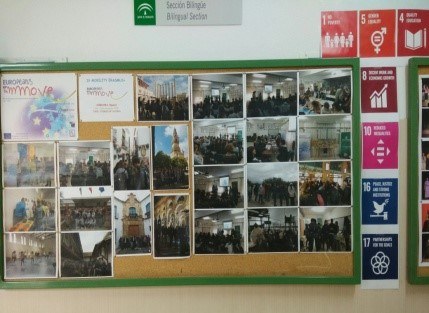 Sección Bilingüe
Bilingual Section
1 NO POVERTY
5 GENDER EQUALITY
4 QUALITY EDUCATION
EUROPEANS
ON MOVE
8 DECENT WORK AND ECONOMIC GROWTH
10 REDUCED INEQUALITIES
16 PEACE, JUSTICE AND STRONG INSTITUTIONS
17 PARTNERSHIPS FOR THE GOALS